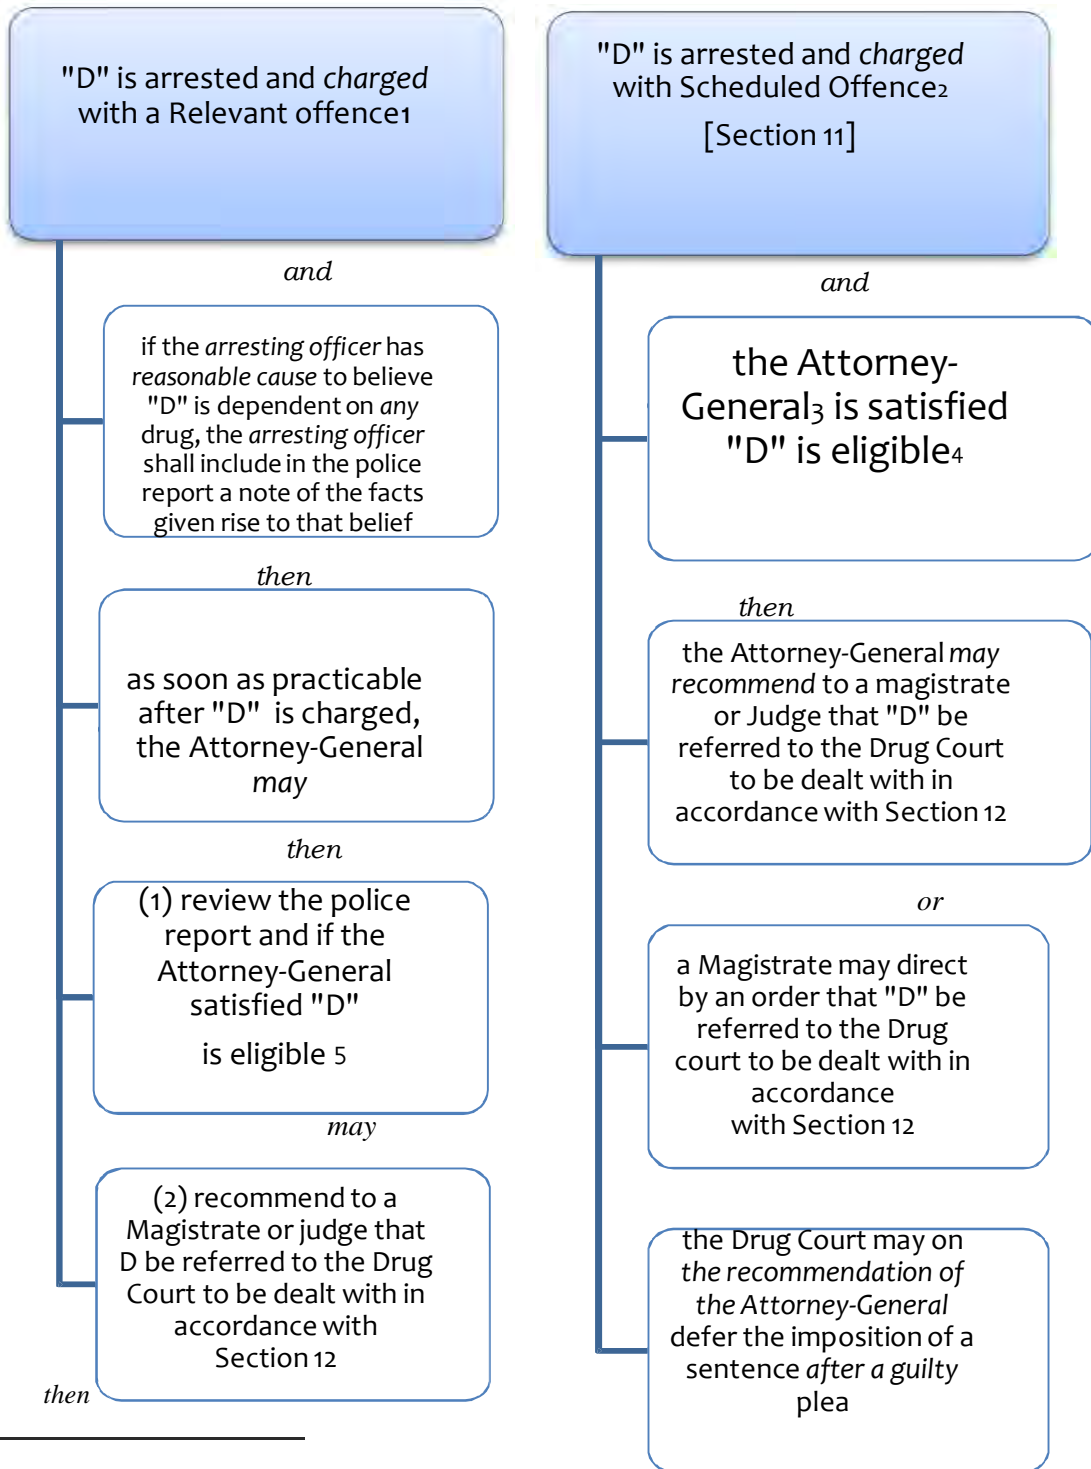 "D" is arrested and charged
with a Relevant offence1
and
if the arresting officer has
reasonable cause to believe
"D" is dependent on any
drug, the arresting officer
shall include in the police
report a note of the facts
given rise to that belief
then
as soon as practicable
after "D" is charged,
the Attorney-General
may
then
(1) review the police
report and if the
Attorney-General
satisfied "D"
is eligible 5
may
(2) recommend to a
Magistrate or judge that
D be referred to the Drug
Court to be dealt with in
accordance with
Section 12
then
"D" is arrested and charged
with Scheduled Offence2
[Section 11]
and
the Attorney-
General3 is satisfied
"D" is eligible4
then
the Attorney-General may
recommend to a magistrate
or Judge that "D" be
referred to the Drug Court
to be dealt with in
accordance with Section 12
or
a Magistrate may direct
by an order that "D" be
referred to the Drug
court to be dealt with in
accordance
with Section 12
the Drug Court may on
the recommendation of
the Attorney-General
defer the imposition of a
sentence after a guilty
plea